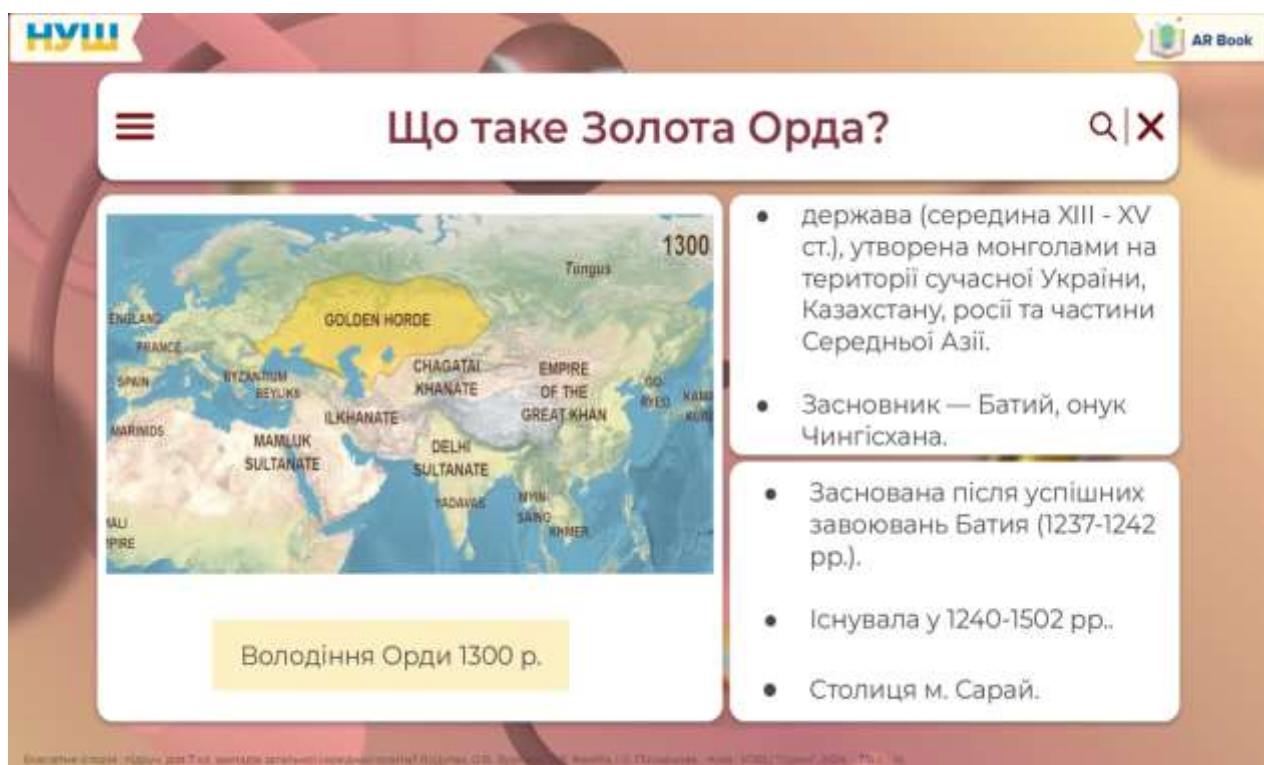 НУШ
AR Book
Що таке Золота Орда?
1300
Tungus
ENGLAND
GOLDEN HORDE
FRANCE
CHAGATAI
KHANATE
EMPIRE
OF THE
GREAT KHAN
SPAIN
BYZANTIUM
BEYLIKS
ILKHANATE
MARINIDS
MAMLUK
SULTANATE
DELHI
SULTANATE
YADAVAS
KHMER
Володіння Орди 1300 р.
● держава (середина XIII - XV
ст.), утворена монголами на
території сучасної України,
Казахстану, росії та частини
Середньої Азії.
● Засновник — Батий, онук
Чингісхана.
● Заснована після успішних
завоювань Батия (1237-1242
рр.).
● Існувала у 1240-1502 рр..
● Столиця м. Сарай.